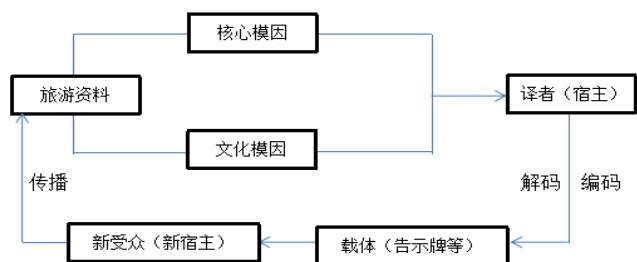 核心模因
旅游资料
译者（宿主）
文化模因
传播
解码 编码
新受众（新宿主）
载体（告示牌等）